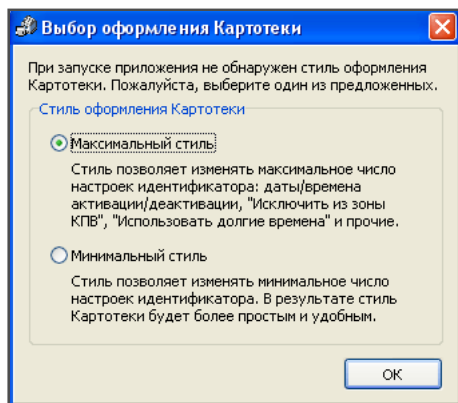 Выбор оформления Картотеки
При запуске приложения не обнаружен стиль оформления
Картотеки. Пожалуйста, выберите один из предложенных.
Стиль оформления Картотеки
Максимальный стиль
Стиль позволяет изменять максимальное число
настроек идентификатора: даты/времена
активации/деактивации, "Исключить из зоны
КПВ", "Использовать долгие времена" и прочие.
Минимальный стиль
Стиль позволяет изменять минимальное число
настроек идентификатора. В результате стиль
Картотеки будет более простым и удобным.
OK